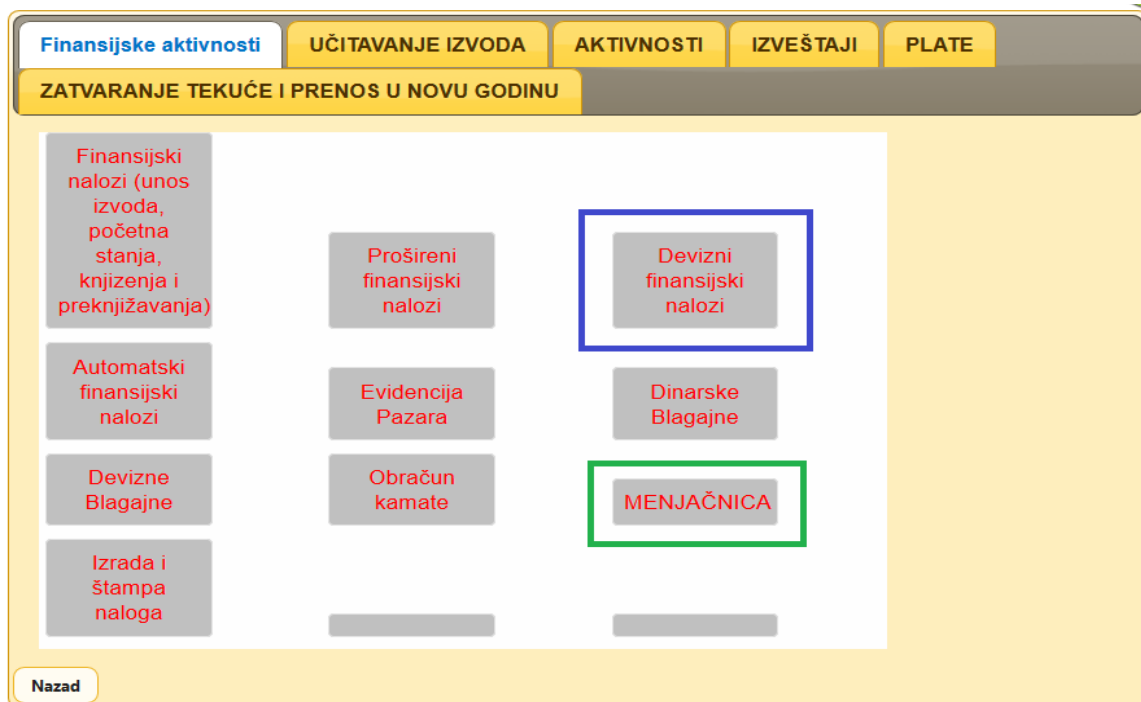 Finansijske aktivnosti
UČITAVANJE IZVODA
AKTIVNOSTI
IZVEŠTAJI
PLATE
ZATVARANJE TEKUĆE I PRENOS U NOVU GODINU
Finansijski
nalozi (unos
izvoda,
početna
stanja,
knjizenja i
preknjižavanja)
Prošireni
finansijski
nalozi
Devizni
finansijski
nalozi
Automatski
finansijski
nalozi
Evidencija
Pazara
Dinarske
Blagajne
Devizne
Blagajne
Obračun
kamate
MENJAČNICA
Izrada i
štampa
naloga
Nazad